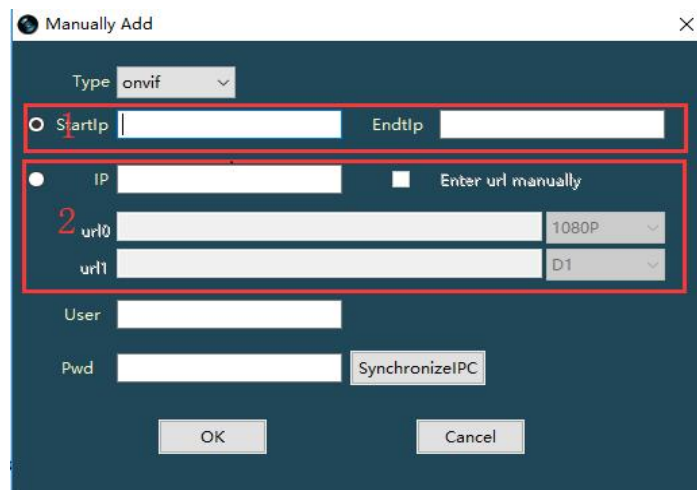 Manually Add
Type onvif
1 StartIp EndtIp
IP Enter url manually
2 url0 1080P
url1 D1
User
Pwd SynchronizeIPC
OK Cancel